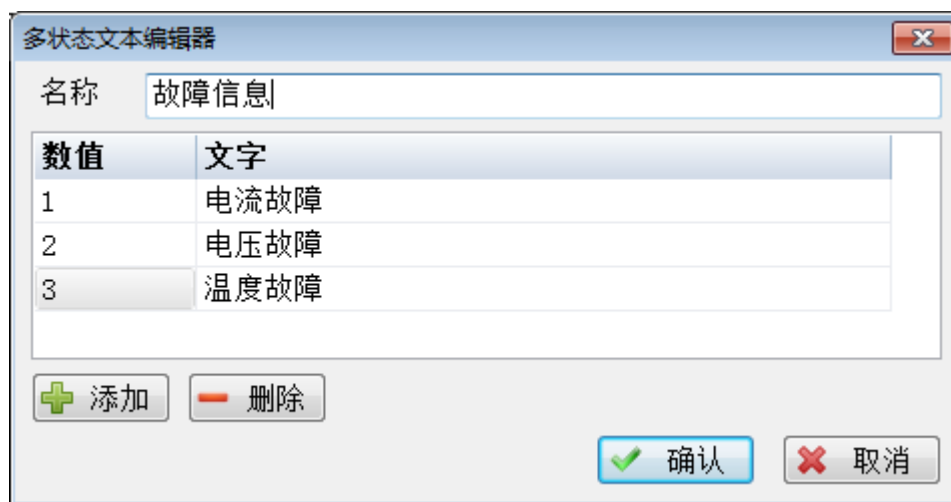 多状态文本编辑器
名称 故障信息
数值 文字
1 电流故障
2 电压故障
3 温度故障
添加 删除
确认 取消